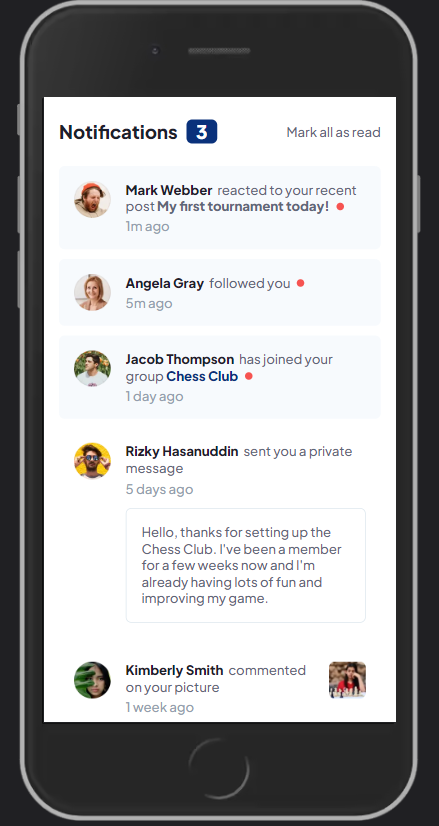 Notifications 3 Mark all as read
Mark Webber reacted to your recent
post My first tournament today!
1m ago
Angela Gray followed you
5m ago
Jacob Thompson has joined your
group Chess Club
1 day ago
Rizky Hasanuddin sent you a private
message
5 days ago
Hello, thanks for setting up the
Chess Club. I've been a member
for a few weeks now and I'm
already having lots of fun and
improving my game.
Kimberly Smith commented
on your picture
1 week ago